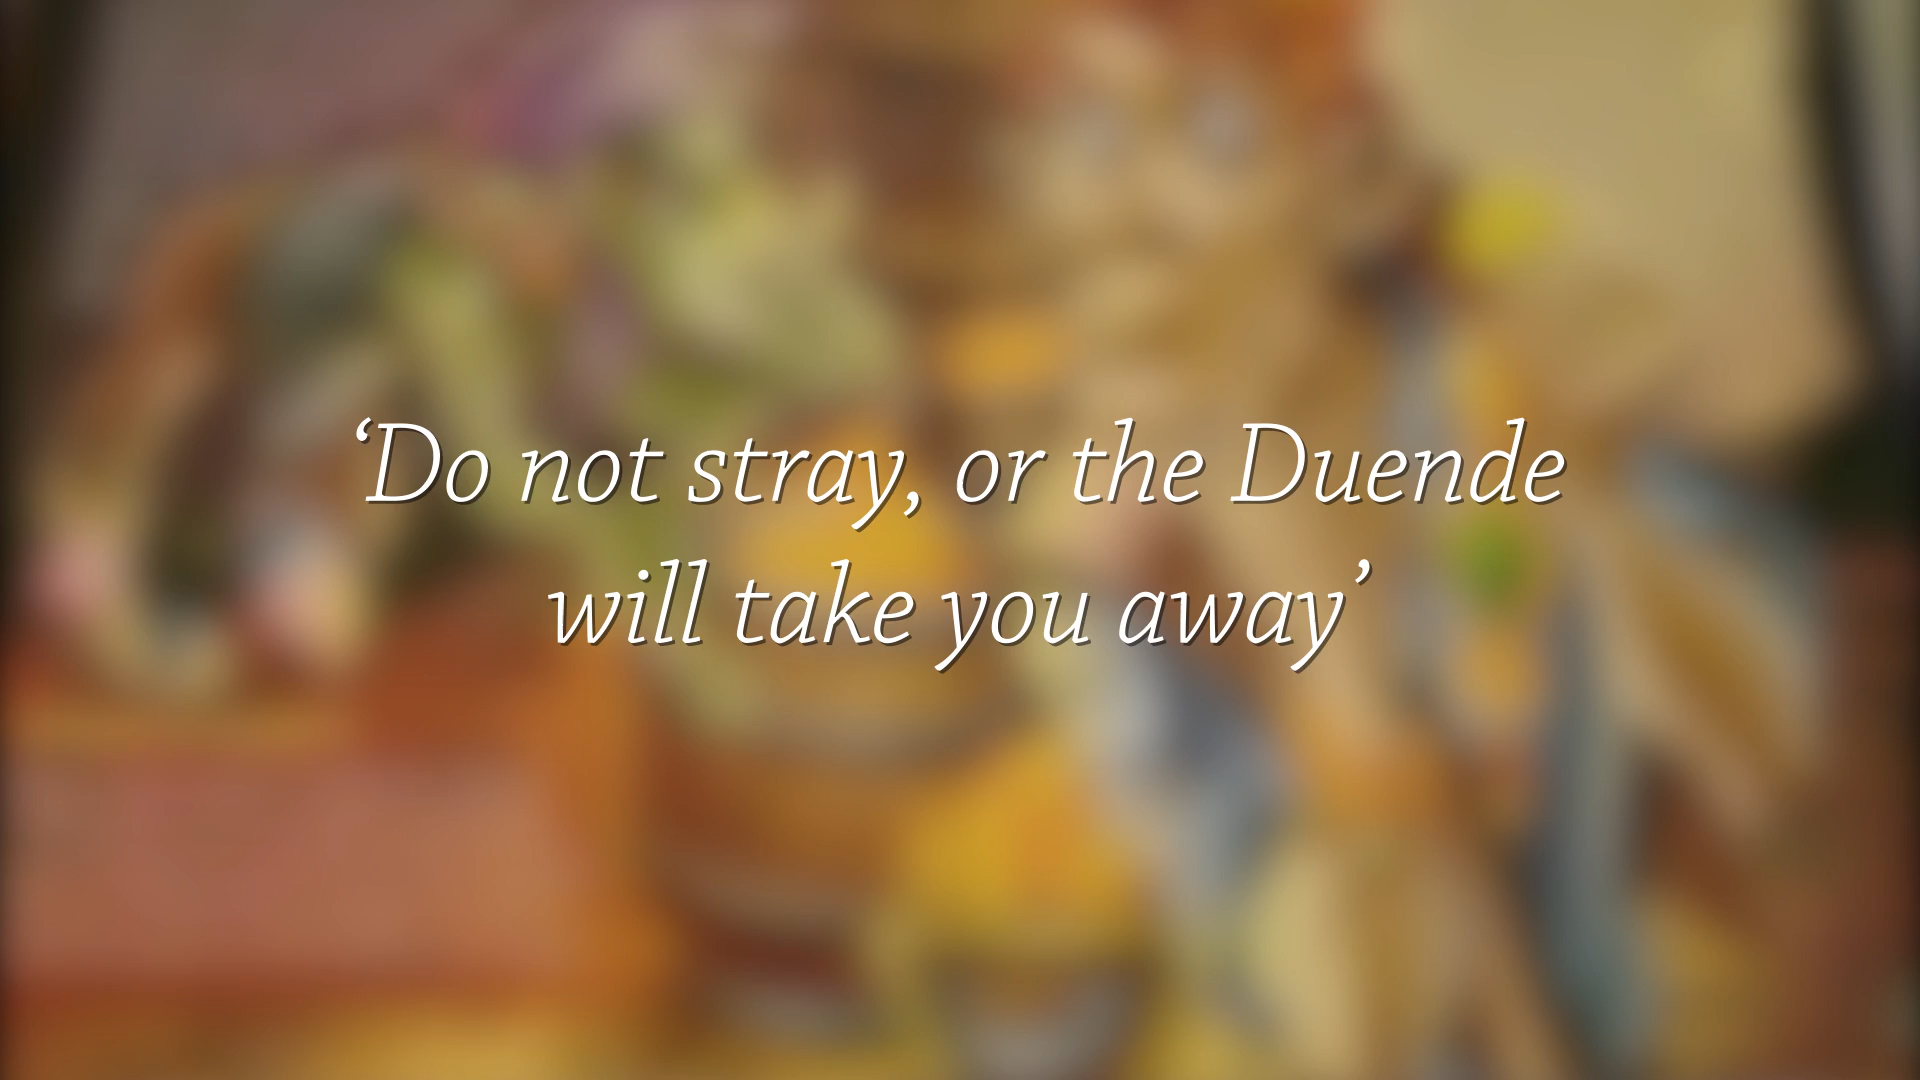 ‘Do not stray, or the Duende
will take you away’